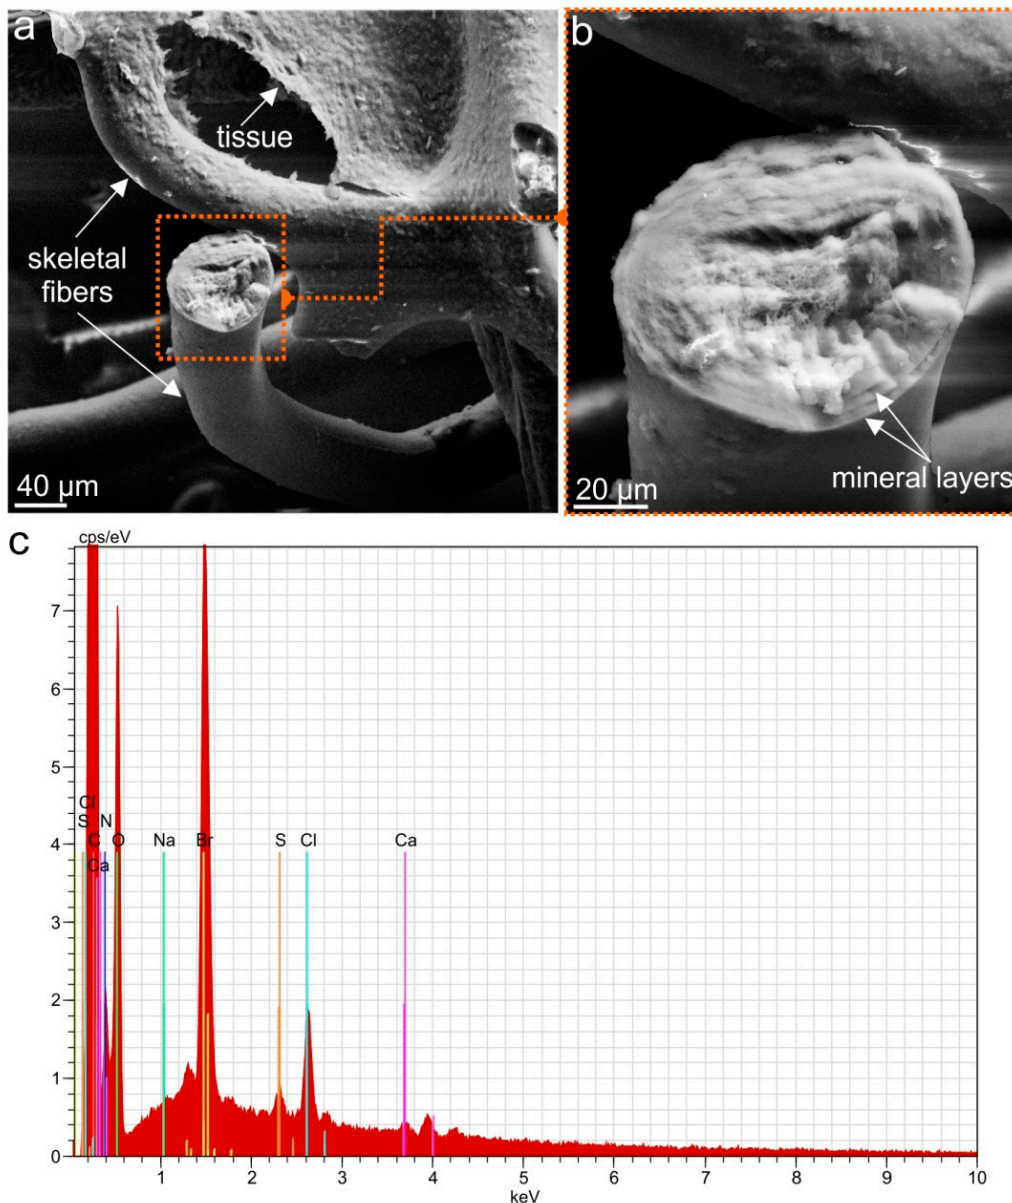 a
tissue
skeletal
fibers
40 µm
b
mineral layers
20 µm
c
cps/eV
7
6
5
4
3
2
1
0
Cl
S N
C O Na Br S Cl Ca
Ca
1 2 3 4 5 6 7 8 9 10
keV